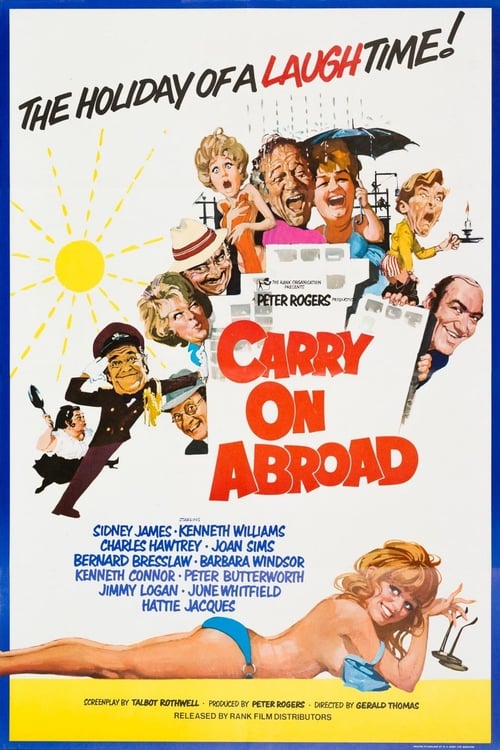 THE HOLIDAY OF A LAUGHTIME!
THE RANK ORGANISATION
PRESENTS
A PETER ROGERS PRODUCTION
CARRY
ON
ABROAD
STARRING
SIDNEY JAMES · KENNETH WILLIAMS
CHARLES HAWTREY · JOAN SIMS
BERNARD BRESSLAW · BARBARA WINDSOR
KENNETH CONNOR · PETER BUTTERWORTH
JIMMY LOGAN · JUNE WHITFIELD
HATTIE JACQUES
SCREENPLAY BY TALBOT ROTHWELL · PRODUCED BY PETER ROGERS · DIRECTED BY GERALD THOMAS
RELEASED BY RANK FILM DISTRIBUTORS